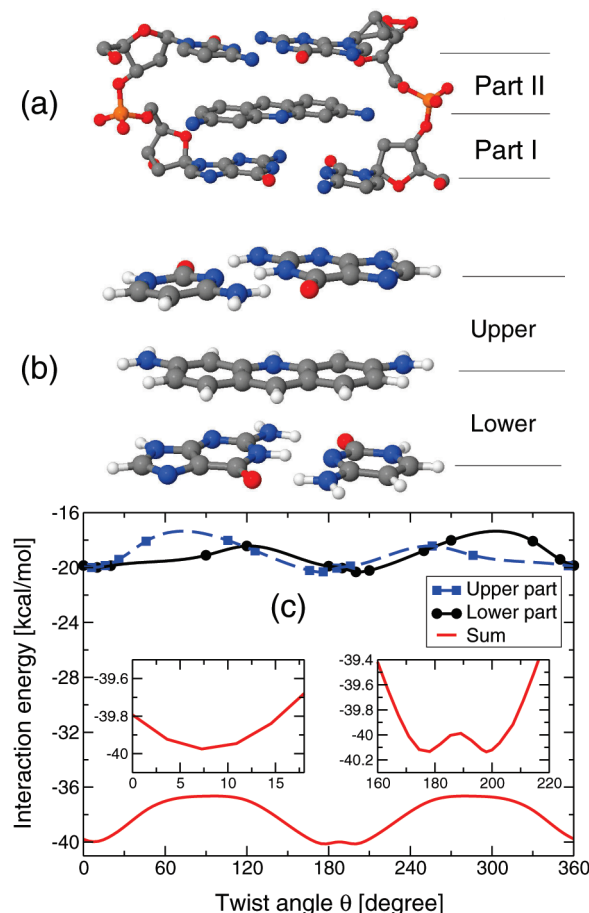 (a)
Part II
Part I
(b)
Upper
Lower
(c)
Interaction energy [kcal/mol]
-16
-20
-24
-28
-32
-36
-40
Upper part
Lower part
Sum
-39.6
-39.8
-40
0 5 10 15
-39.4
-39.6
-39.8
-40
-40.2
160 180 200 220
0 60 120 180 240 300 360
Twist angle θ [degree]